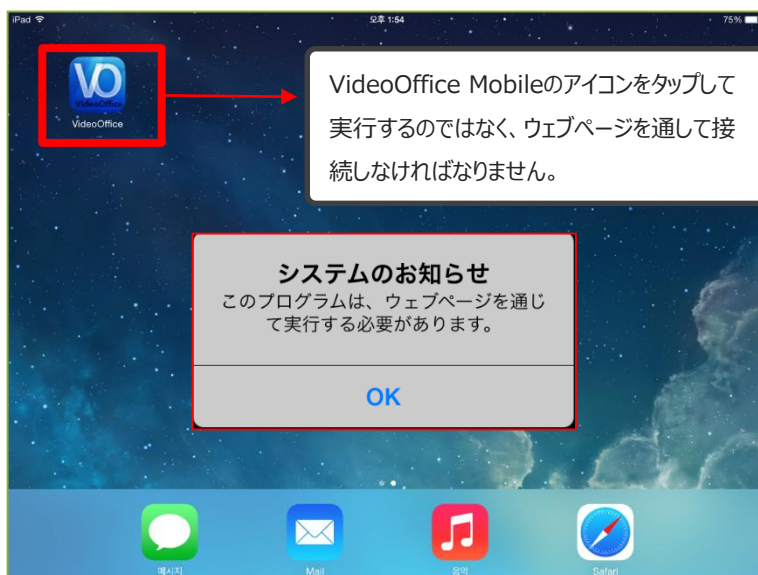 iPad
오후 1:54
75%
VO
VideoOffice
VideoOffice
VideoOffice Mobileのアイコンをタップして
実行するのではなく、ウェブページを通して接
続しなければなりません。
システムのお知らせ
このプログラムは、ウェブページを通じ
て実行する必要があります。
OK
메시지
Mail
음악
Safari